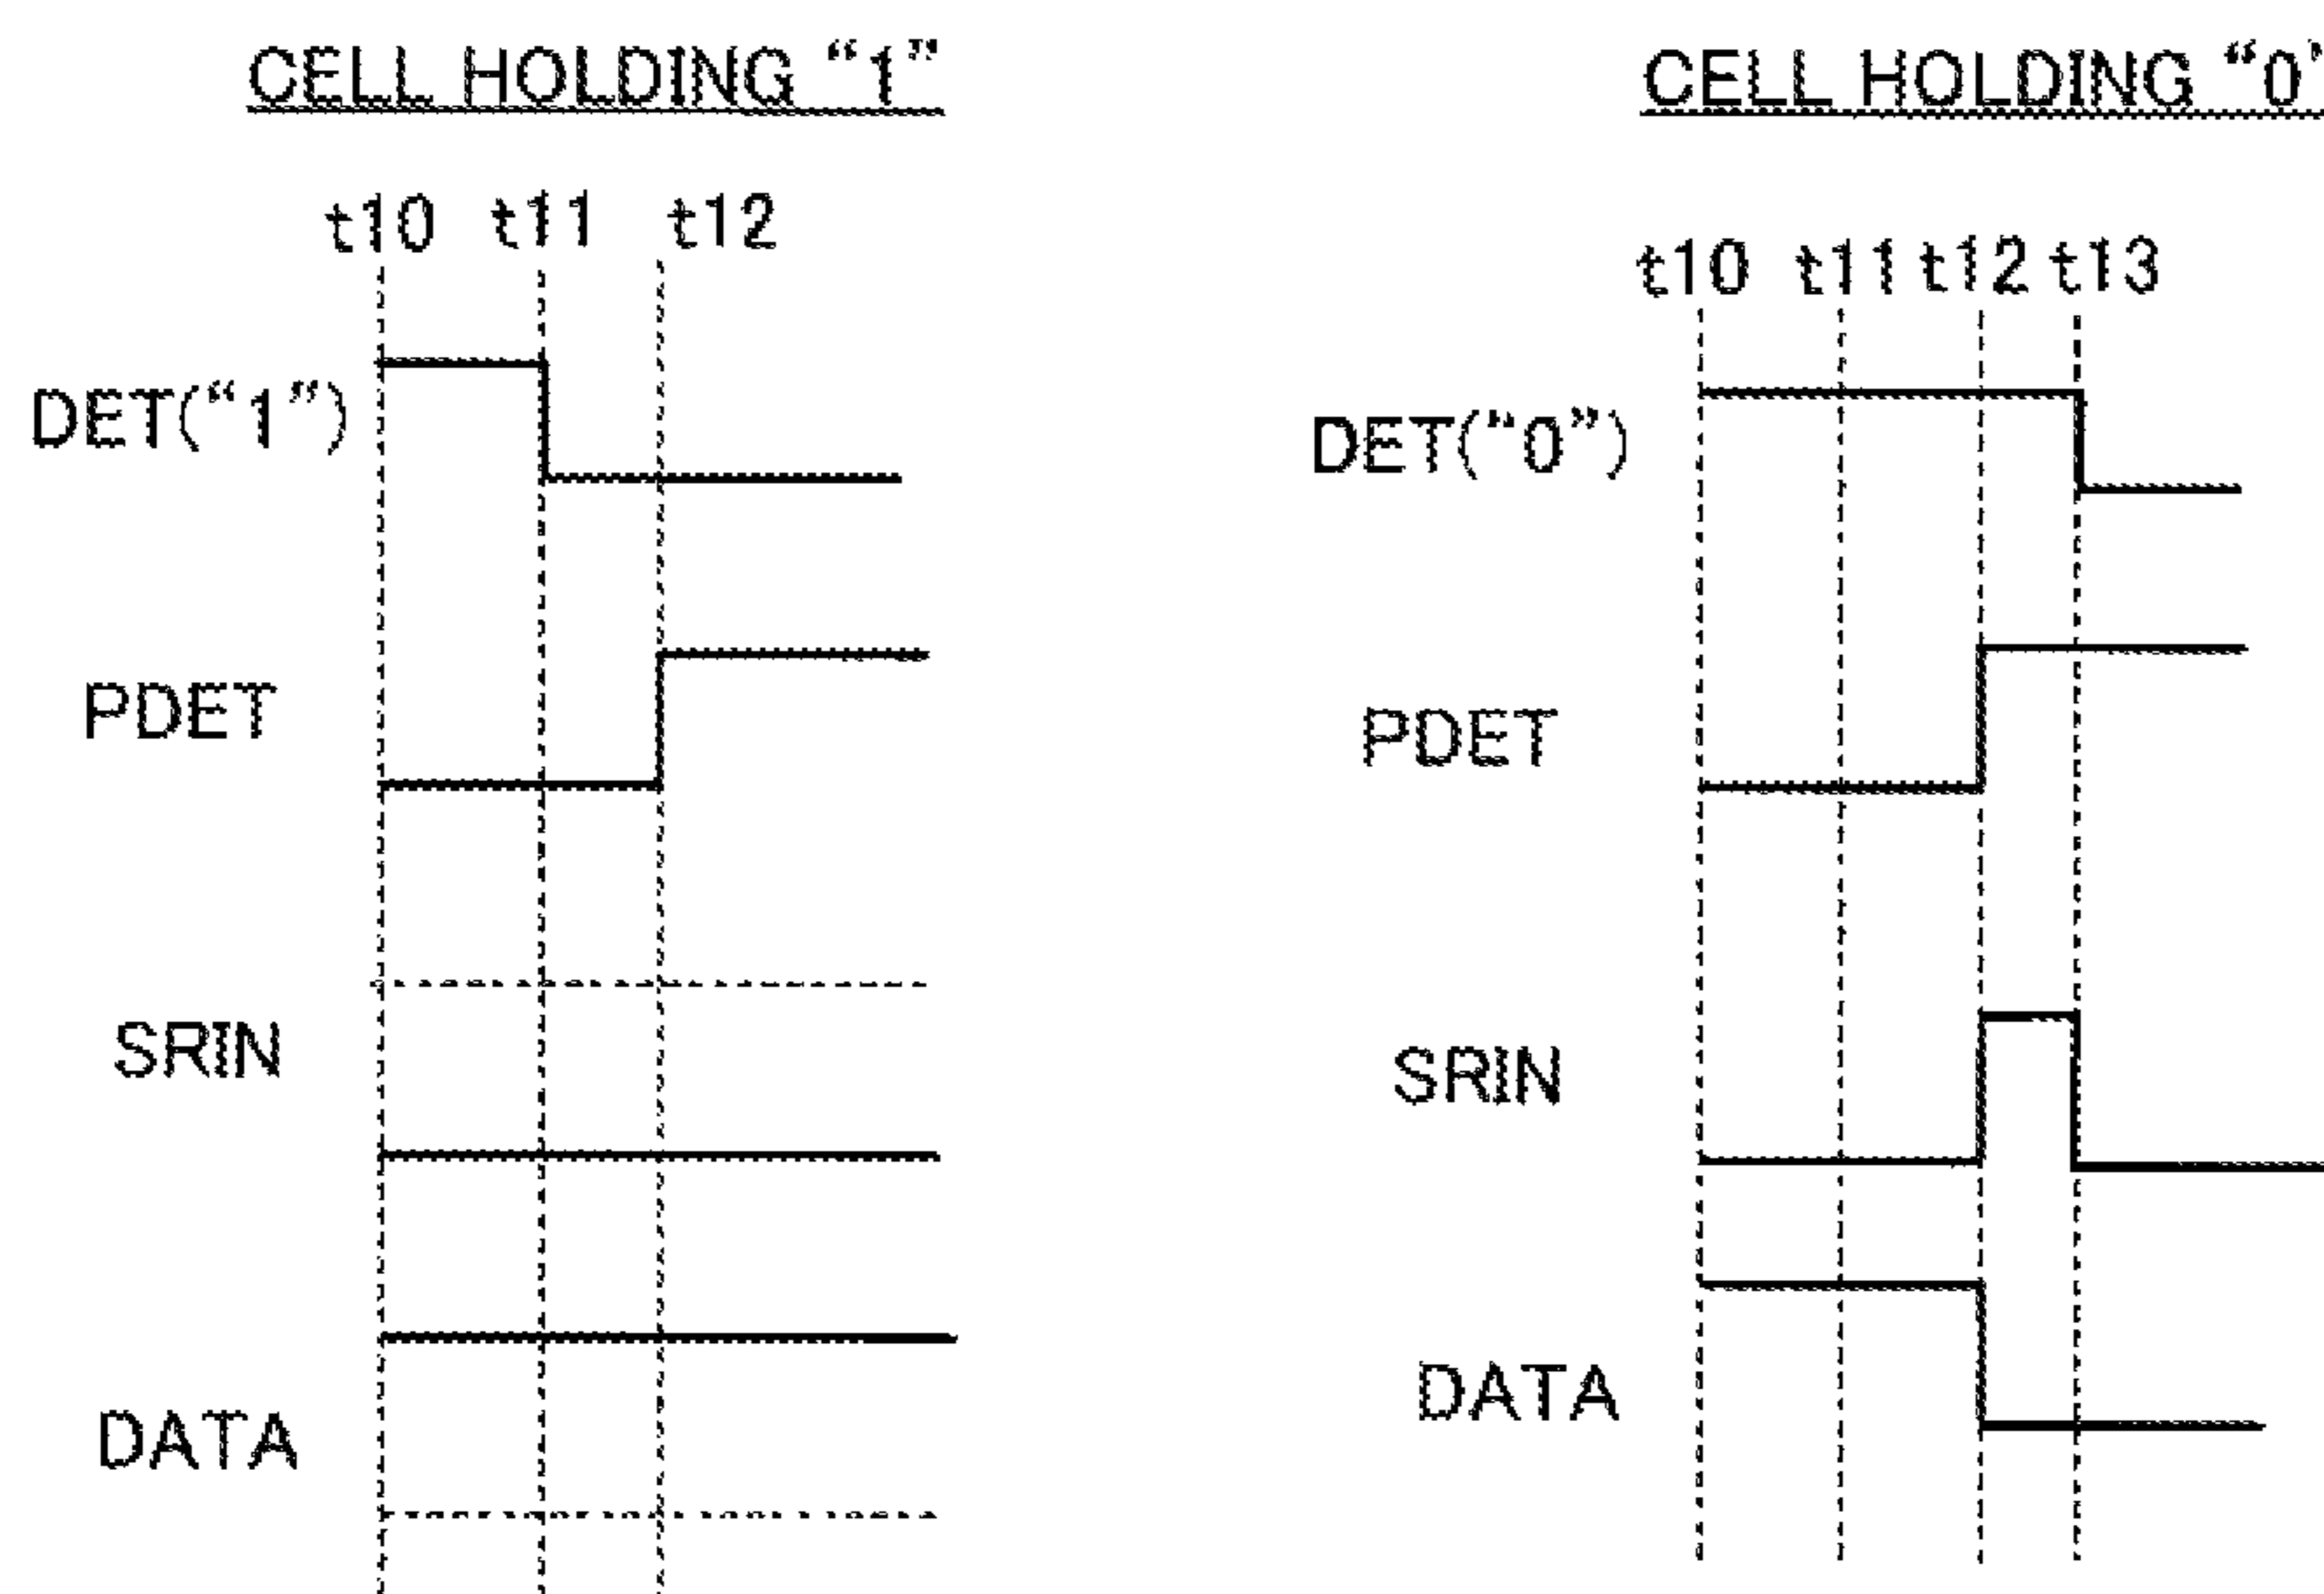 CELL HOLDING “1”
t10 t11 t12
DET(“1”)
PDET
SRIN
DATA
CELL HOLDING “0”
t10 t11 t12 t13
DET(“0”)
PDET
SRIN
DATA